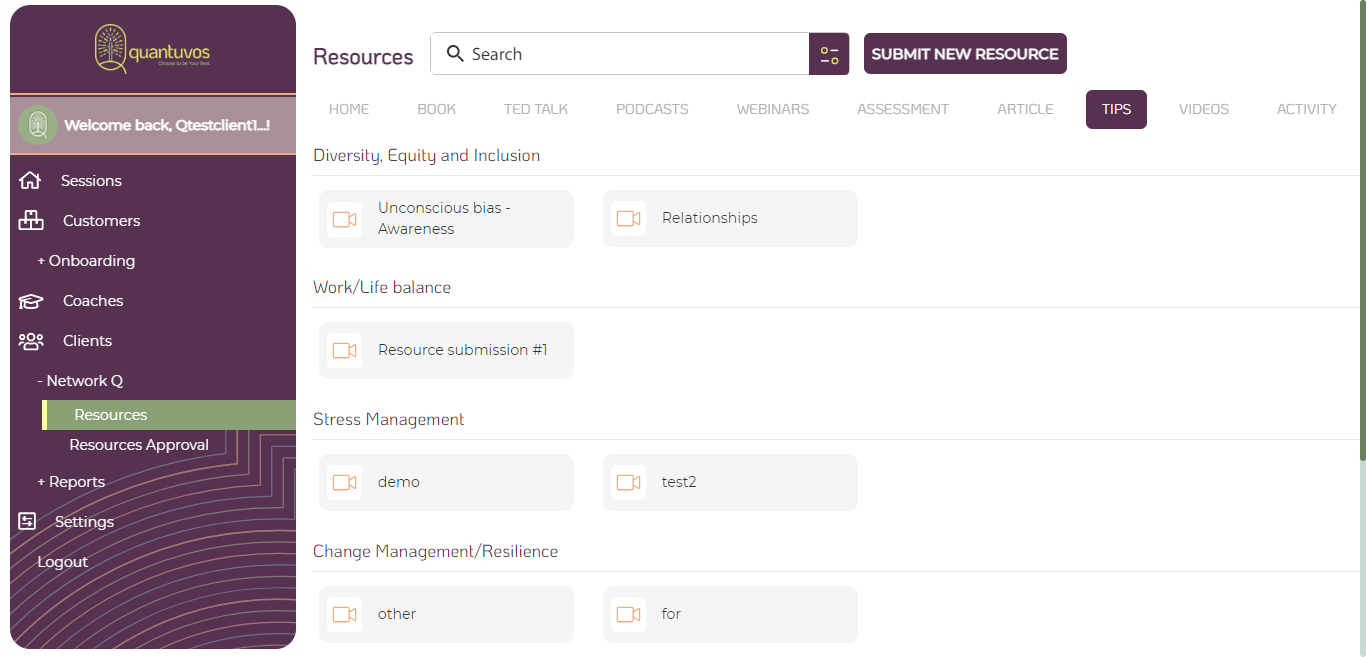 quantuvos
Choose to be Your Best
Welcome back, Qtestclient1...!
Sessions
Customers
+ Onboarding
Coaches
Clients
- Network Q
Resources
Resources Approval
+ Reports
Settings
Logout
Resources
Search
SUBMIT NEW RESOURCE
HOME BOOK TED TALK PODCASTS WEBINARS ASSESSMENT ARTICLE TIPS VIDEOS ACTIVITY
Diversity, Equity and Inclusion
Unconscious bias -
Awareness
Relationships
Work/Life balance
Resource submission #1
Stress Management
demo
test2
Change Management/Resilience
other
for